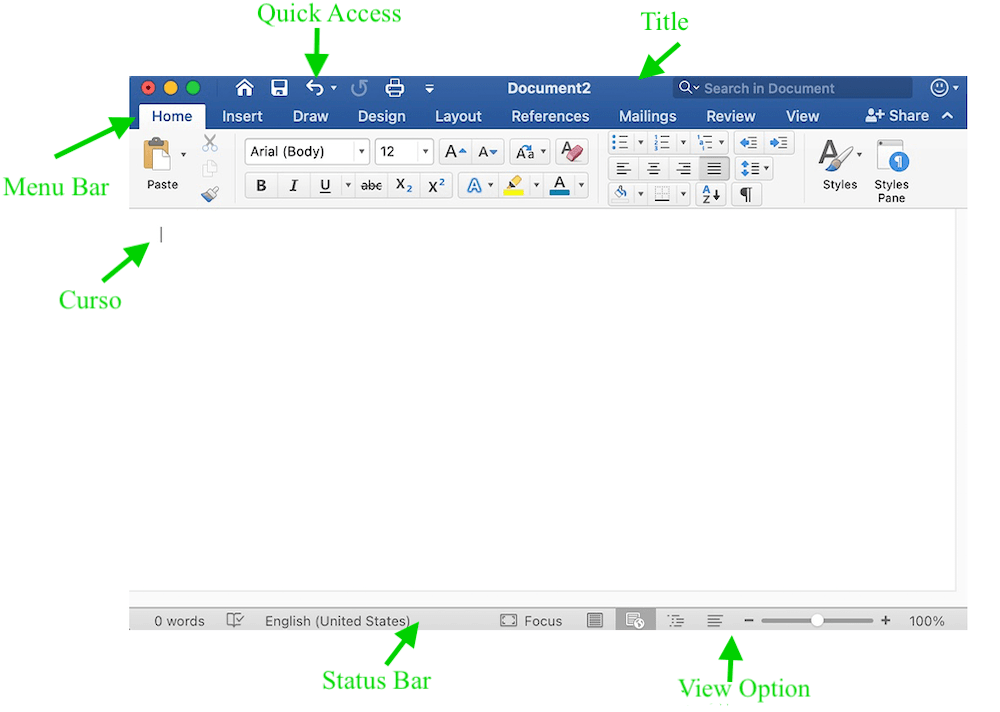 Quick Access
Title
Document2
Search in Document
Home Insert Draw Design Layout References Mailings Review View Share
Menu Bar
Paste
Arial (Body) 12
B I U abc X2 X2
A
Aa
A
A Z
¶
Styles
Styles Pane
Curso
0 words English (United States) Focus 100%
Status Bar
View Option